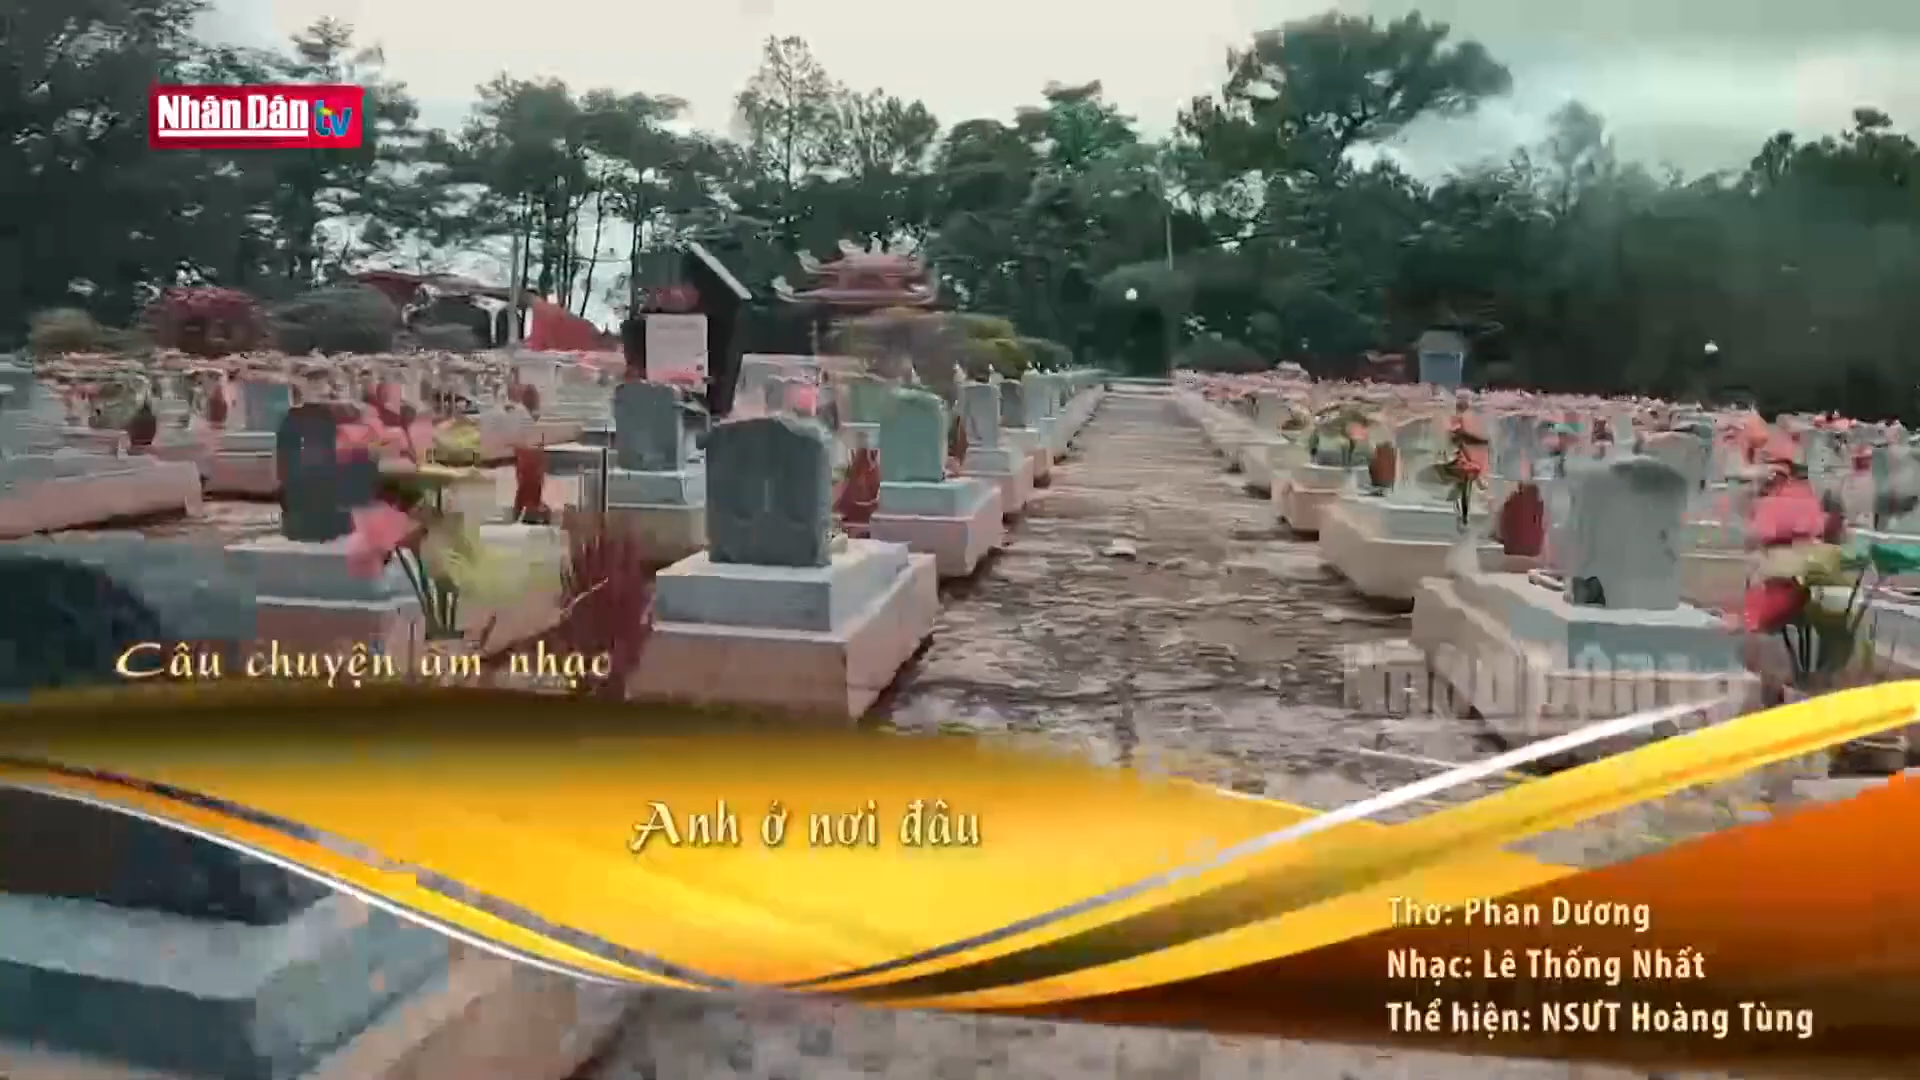 Nhân Dân tv
Câu chuyện âm nhạc
Anh ở nơi đâu
Thơ: Phan Dương
Nhạc: Lê Thống Nhất
Thể hiện: NSƯT Hoàng Tùng